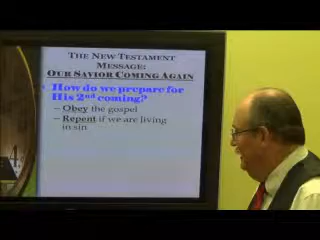 THE NEW TESTAMENT
MESSAGE:
OUR SAVIOR COMING AGAIN
• How do we prepare for
His 2nd coming?
– Obey the gospel
– Repent if we are living
in sin